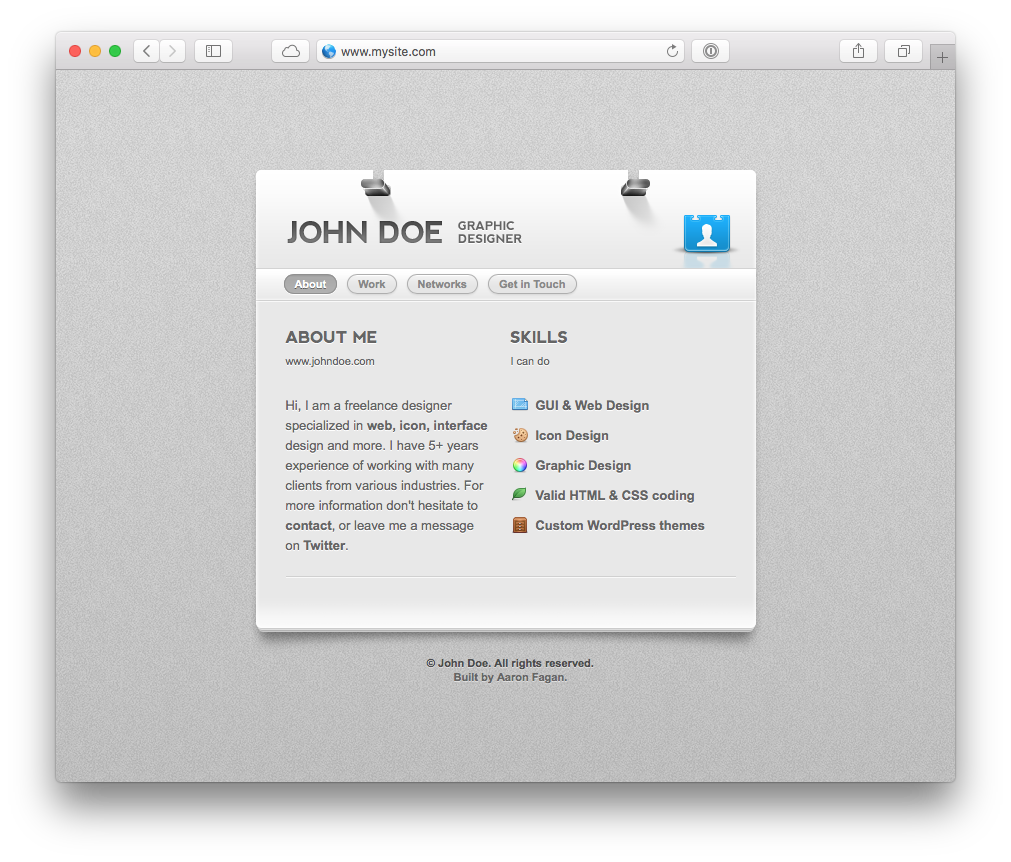 www.mysite.com
JOHN DOE
GRAPHIC
DESIGNER
About
Work
Networks
Get in Touch
ABOUT ME
www.johndoe.com
Hi, I am a freelance designer
specialized in web, icon, interface
design and more. I have 5+ years
experience of working with many
clients from various industries. For
more information don't hesitate to
contact, or leave me a message
on Twitter.
SKILLS
I can do
GUI & Web Design
Icon Design
Graphic Design
Valid HTML & CSS coding
Custom WordPress themes
© John Doe. All rights reserved.
Built by Aaron Fagan.